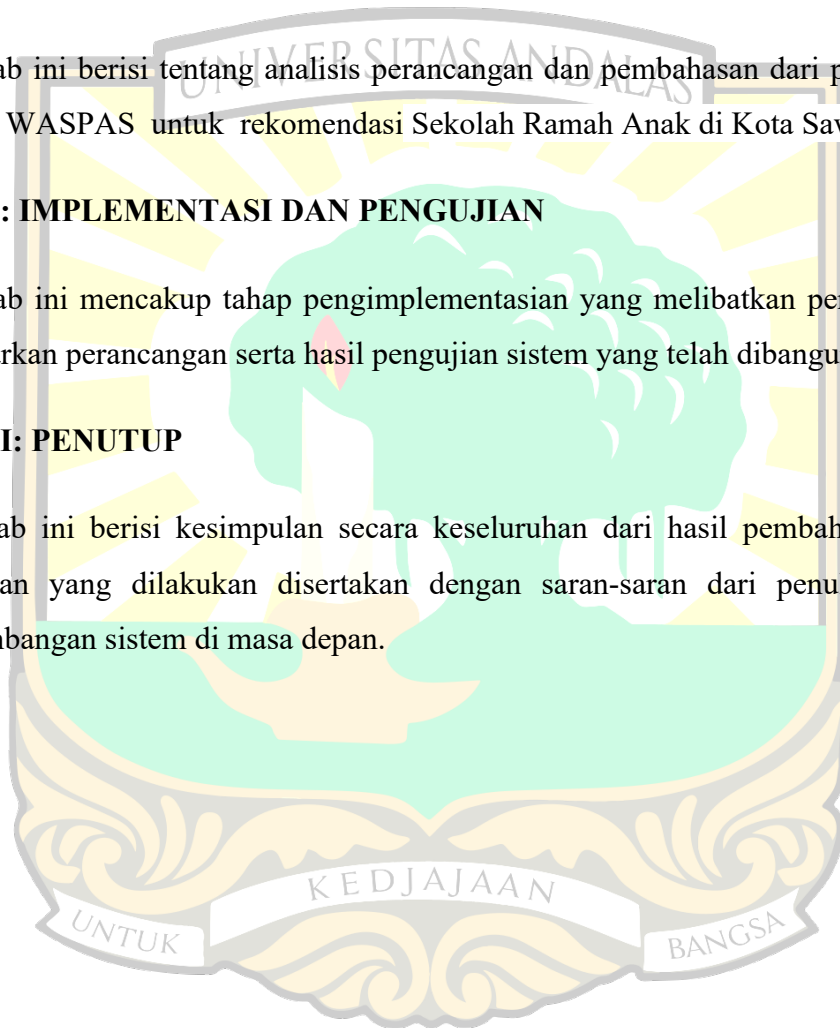 UNIVERSITAS ANDALAS
ab ini berisi tentang analisis perancangan dan pembahasan dari p
WASPAS untuk rekomendasi Sekolah Ramah Anak di Kota Sav
: IMPLEMENTASI DAN PENGUJIAN
ab ini mencakup tahap pengimplementasian yang melibatkan per
arkan perancangan serta hasil pengujian sistem yang telah dibangu
I: PENUTUP
ab ini berisi kesimpulan secara keseluruhan dari hasil pembah
an yang dilakukan disertakan dengan saran-saran dari penu
nbangan sistem di masa depan.
UNTUK KEDJAJAAN BANGSA